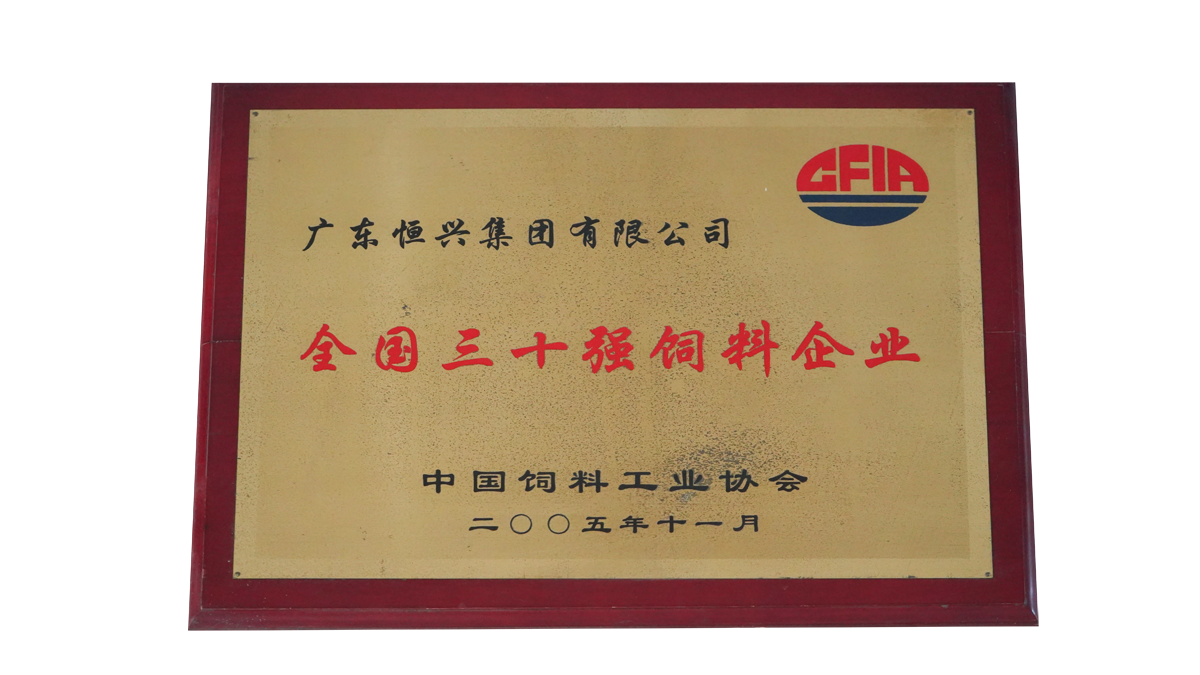 CFIA
广东恒兴集团有限公司
全国三十强饲料企业
中国饲料工业协会
二〇〇五年十一月